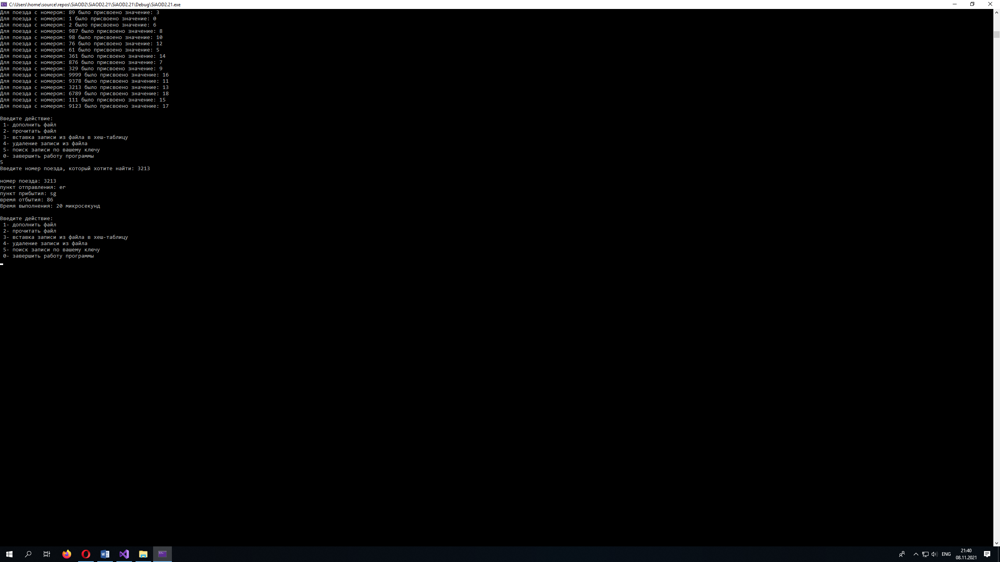 C:\Users\home\source\repos\SiAOD2\SiAOD2.21\SiAOD2.21\Debug\SiAOD2.21.exe
Для поезда с номером: 89 было присвоено значение: 3
Для поезда с номером: 1 было присвоено значение: 0
Для поезда с номером: 2 было присвоено значение: 6
Для поезда с номером: 987 было присвоено значение: 8
Для поезда с номером: 98 было присвоено значение: 10
Для поезда с номером: 76 было присвоено значение: 12
Для поезда с номером: 61 было присвоено значение: 5
Для поезда с номером: 361 было присвоено значение: 14
Для поезда с номером: 876 было присвоено значение: 7
Для поезда с номером: 329 было присвоено значение: 9
Для поезда с номером: 9999 было присвоено значение: 16
Для поезда с номером: 9378 было присвоено значение: 11
Для поезда с номером: 3213 было присвоено значение: 13
Для поезда с номером: 6789 было присвоено значение: 18
Для поезда с номером: 111 было присвоено значение: 15
Для поезда с номером: 9123 было присвоено значение: 17
Введите действие:
1- дополнить файл
2- прочитать файл
3- вставка записи из файла в хеш-таблицу
4- удаление записи из файла
5- поиск записи по вашему ключу
0- завершить работу программы
5
Введите номер поезда, который хотите найти: 3213
номер поезда: 3213
пункт отправления: er
пункт прибытия: sg
время отбытия: 86
Время выполнения: 20 микросекунд
Введите действие:
1- дополнить файл
2- прочитать файл
3- вставка записи из файла в хеш-таблицу
4- удаление записи из файла
5- поиск записи по вашему ключу
0- завершить работу программы
ENG
21:40
08.11.2021